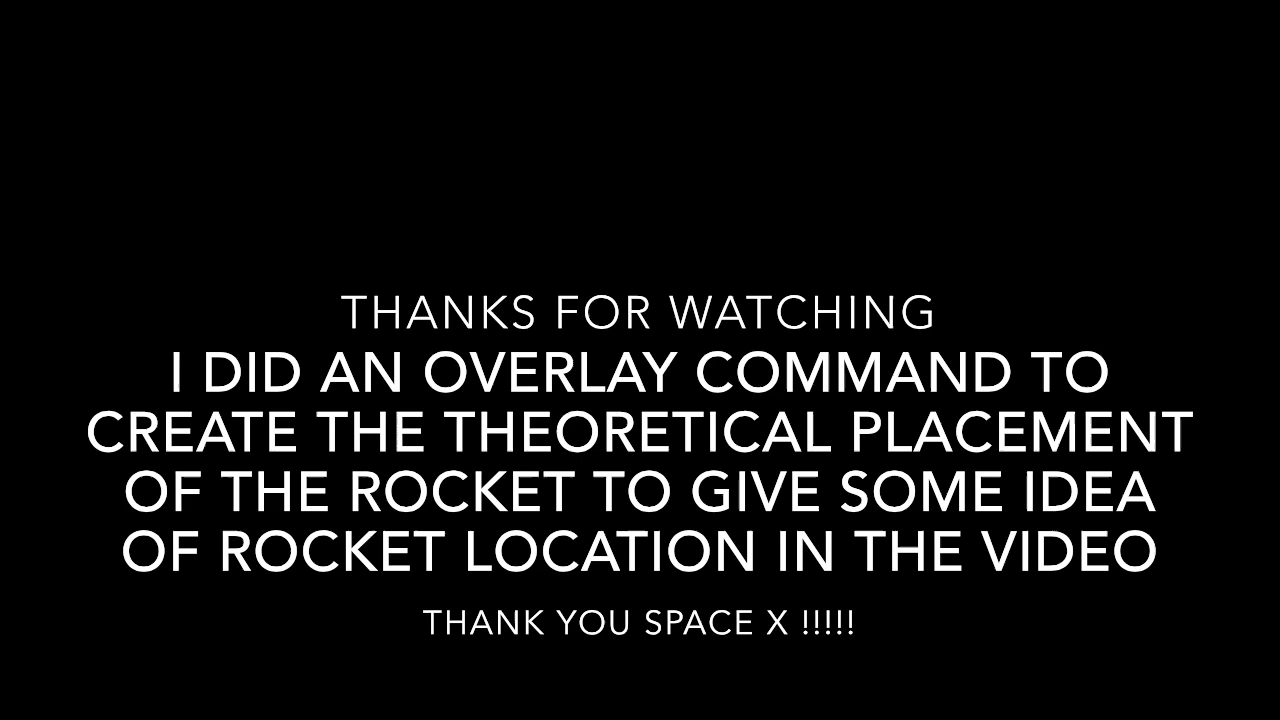 THANKS FOR WATCHING
I DID AN OVERLAY COMMAND TO
CREATE THE THEORETICAL PLACEMENT
OF THE ROCKET TO GIVE SOME IDEA
OF ROCKET LOCATION IN THE VIDEO
THANK YOU SPACE X !!!!!